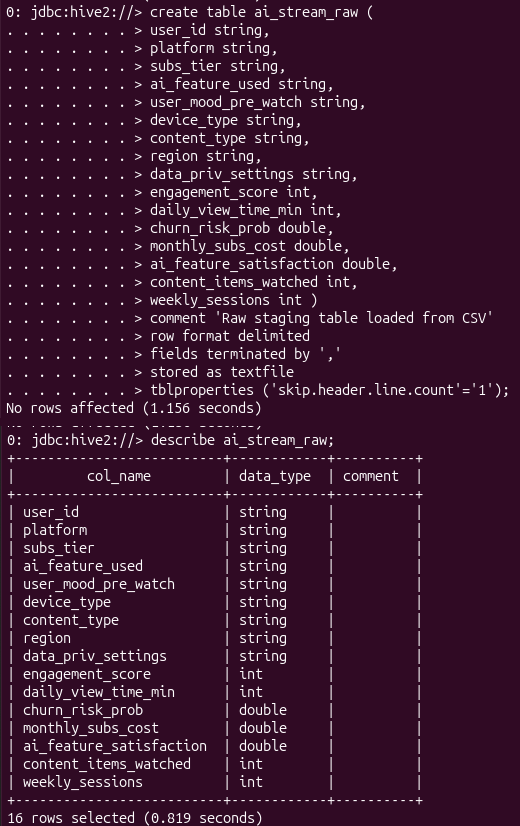 0: jdbc:hive2://> create table ai_stream_raw (
. . . . . . . . > user_id string,
. . . . . . . . > platform string,
. . . . . . . . > subs_tier string,
. . . . . . . . > ai_feature_used string,
. . . . . . . . > user_mood_pre_watch string,
. . . . . . . . > device_type string,
. . . . . . . . > content_type string,
. . . . . . . . > region string,
. . . . . . . . > data_priv_settings string,
. . . . . . . . > engagement_score int,
. . . . . . . . > daily_view_time_min int,
. . . . . . . . > churn_risk_prob double,
. . . . . . . . > monthly_subs_cost double,
. . . . . . . . > ai_feature_satisfaction double,
. . . . . . . . > content_items_watched int,
. . . . . . . . > weekly_sessions int )
. . . . . . . . > comment 'Raw staging table loaded from CSV'
. . . . . . . . > row format delimited
. . . . . . . . > fields terminated by ','
. . . . . . . . > stored as textfile
. . . . . . . . > tblproperties ('skip.header.line.count'='1');
No rows affected (1.156 seconds)
0: jdbc:hive2://> describe ai_stream_raw;
+--------------------------+------------+----------+
| col_name | data_type | comment |
+--------------------------+------------+----------+
| user_id | string | |
| platform | string | |
| subs_tier | string | |
| ai_feature_used | string | |
| user_mood_pre_watch | string | |
| device_type | string | |
| content_type | string | |
| region | string | |
| data_priv_settings | string | |
| engagement_score | int | |
| daily_view_time_min | int | |
| churn_risk_prob | double | |
| monthly_subs_cost | double | |
| ai_feature_satisfaction | double | |
| content_items_watched | int | |
| weekly_sessions | int | |
+--------------------------+------------+----------+
16 rows selected (0.819 seconds)